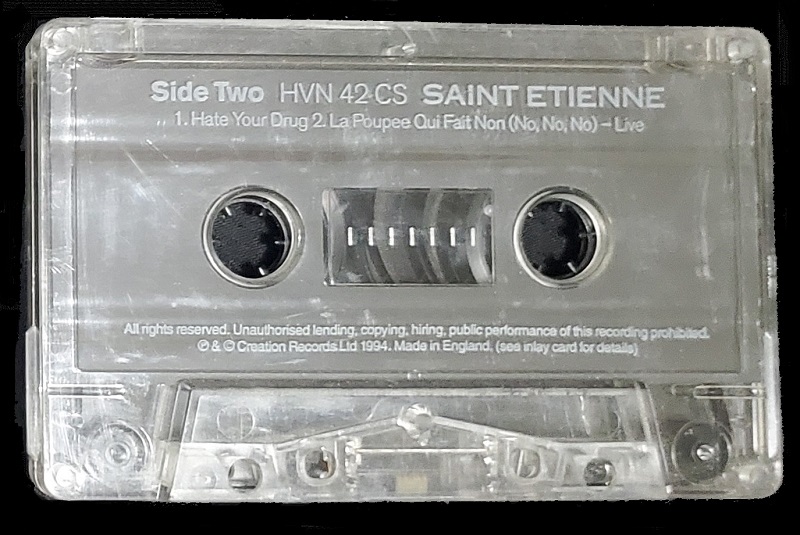 Side Two HVN 42·CS SAINT ETIENNE
1. Hate Your Drug 2. La Poupee Qui Fait Non (No, No, No) – Live
All rights reserved. Unauthorised lending, copying, hiring, public performance of this recording prohibited.
℗ & © Creation Records Ltd 1994. Made in England. (see inlay card for details)